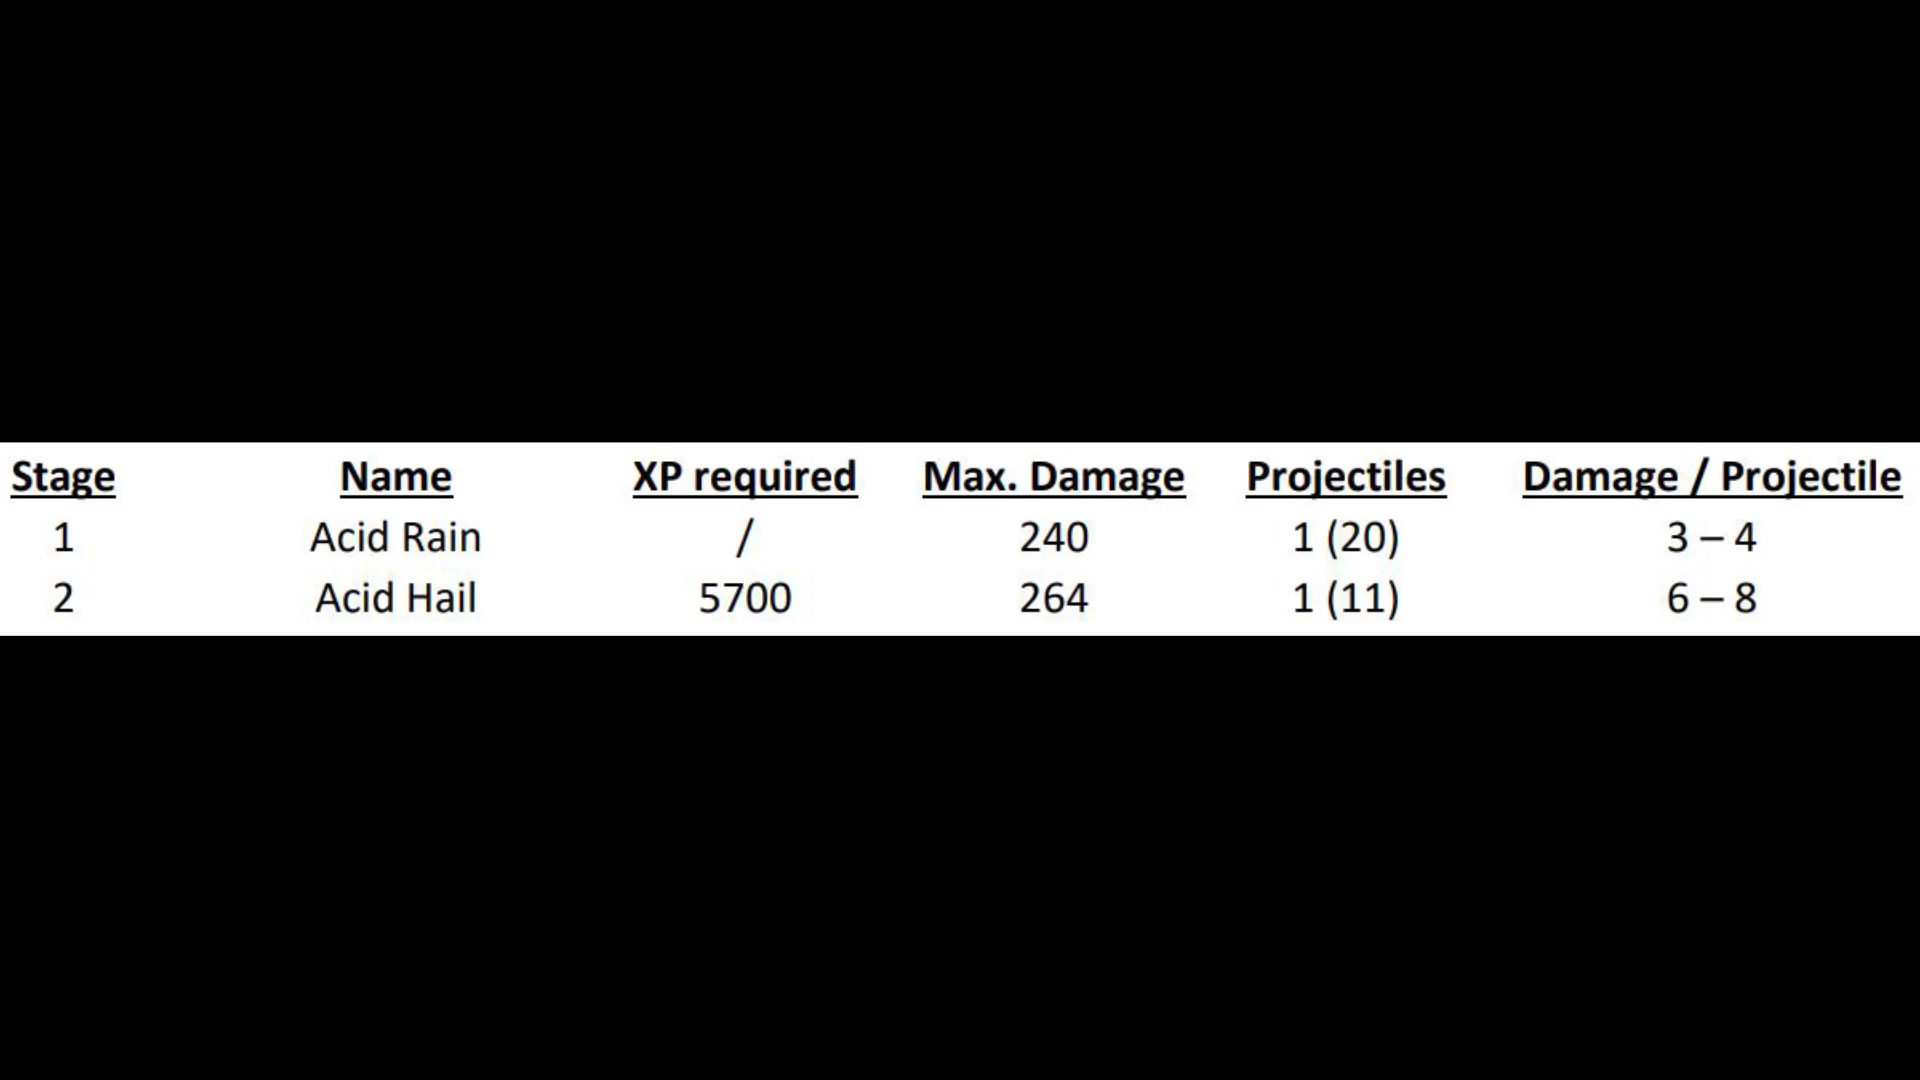 Stage Name XP required Max. Damage Projectiles Damage / Projectile
1 Acid Rain / 240 1 (20) 3 – 4
2 Acid Hail 5700 264 1 (11) 6 – 8